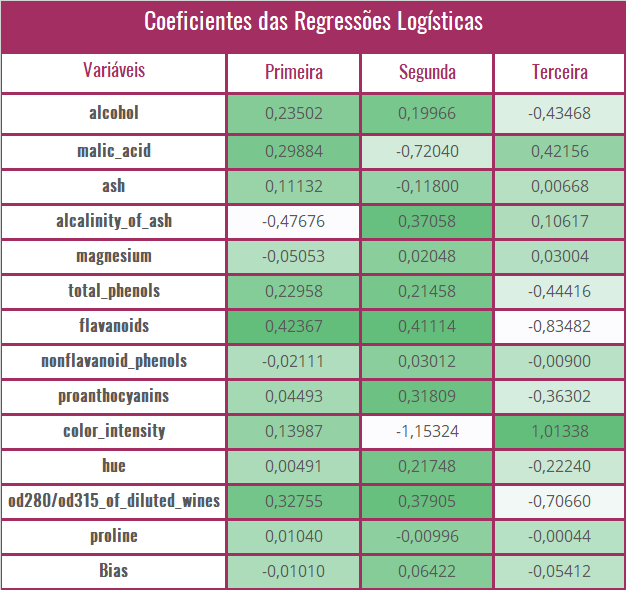 Coeficientes das Regressões Logísticas
Variáveis Primeira Segunda Terceira
alcohol 0,23502 0,19966 -0,43468
malic_acid 0,29884 -0,72040 0,42156
ash 0,11132 -0,11800 0,00668
alcalinity_of_ash -0,47676 0,37058 0,10617
magnesium -0,05053 0,02048 0,03004
total_phenols 0,22958 0,21458 -0,44416
flavanoids 0,42367 0,41114 -0,83482
nonflavanoid_phenols -0,02111 0,03012 -0,00900
proanthocyanins 0,04493 0,31809 -0,36302
color_intensity 0,13987 -1,15324 1,01338
hue 0,00491 0,21748 -0,22240
od280/od315_of_diluted_wines 0,32755 0,37905 -0,70660
proline 0,01040 -0,00996 -0,00044
Bias -0,01010 0,06422 -0,05412